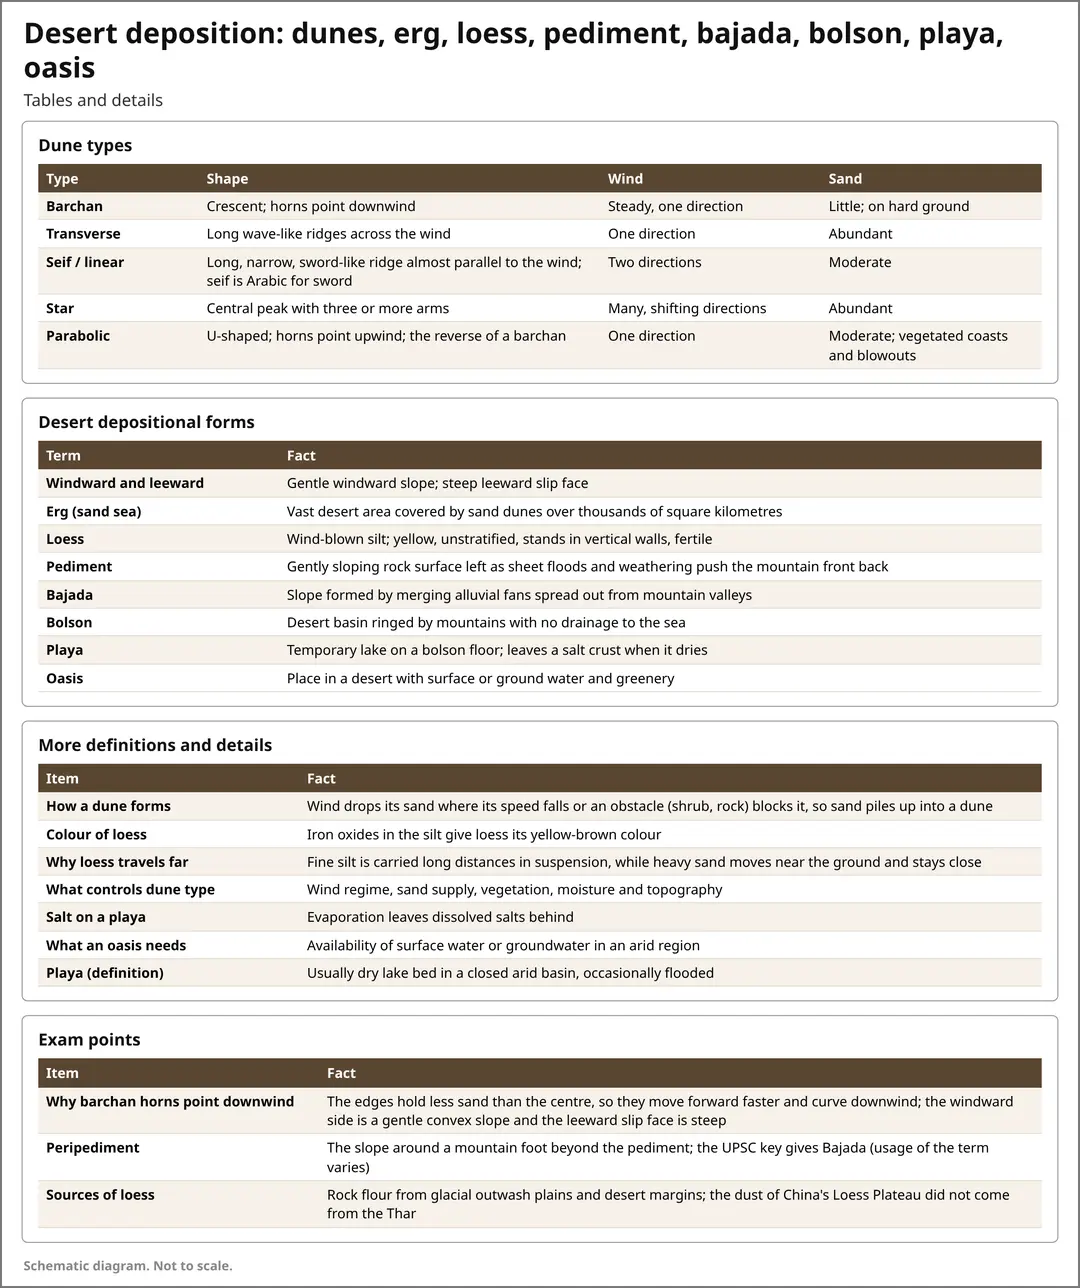 Desert deposition: dunes, erg, loess, pediment, bajada, bolson, playa,
oasis
Tables and details
Dune types
Type Shape Wind Sand
Barchan Crescent; horns point downwind Steady, one direction Little; on hard ground
Transverse Long wave-like ridges across the wind One direction Abundant
Seif / linear Long, narrow, sword-like ridge almost parallel to the wind; Two directions Moderate
seif is Arabic for sword
Star Central peak with three or more arms Many, shifting directions Abundant
Parabolic U-shaped; horns point upwind; the reverse of a barchan One direction Moderate; vegetated coasts
and blowouts
Desert depositional forms
Term Fact
Windward and leeward Gentle windward slope; steep leeward slip face
Erg (sand sea) Vast desert area covered by sand dunes over thousands of square kilometres
Loess Wind-blown silt; yellow, unstratified, stands in vertical walls, fertile
Pediment Gently sloping rock surface left as sheet floods and weathering push the mountain front back
Bajada Slope formed by merging alluvial fans spread out from mountain valleys
Bolson Desert basin ringed by mountains with no drainage to the sea
Playa Temporary lake on a bolson floor; leaves a salt crust when it dries
Oasis Place in a desert with surface or ground water and greenery
More definitions and details
Item Fact
How a dune forms Wind drops its sand where its speed falls or an obstacle (shrub, rock) blocks it, so sand piles up into a dune
Colour of loess Iron oxides in the silt give loess its yellow-brown colour
Why loess travels far Fine silt is carried long distances in suspension, while heavy sand moves near the ground and stays close
What controls dune type Wind regime, sand supply, vegetation, moisture and topography
Salt on a playa Evaporation leaves dissolved salts behind
What an oasis needs Availability of surface water or groundwater in an arid region
Playa (definition) Usually dry lake bed in a closed arid basin, occasionally flooded
Exam points
Item Fact
Why barchan horns point downwind The edges hold less sand than the centre, so they move forward faster and curve downwind; the windward
side is a gentle convex slope and the leeward slip face is steep
Peripediment The slope around a mountain foot beyond the pediment; the UPSC key gives Bajada (usage of the term
varies)
Sources of loess Rock flour from glacial outwash plains and desert margins; the dust of China's Loess Plateau did not come
from the Thar
Schematic diagram. Not to scale.